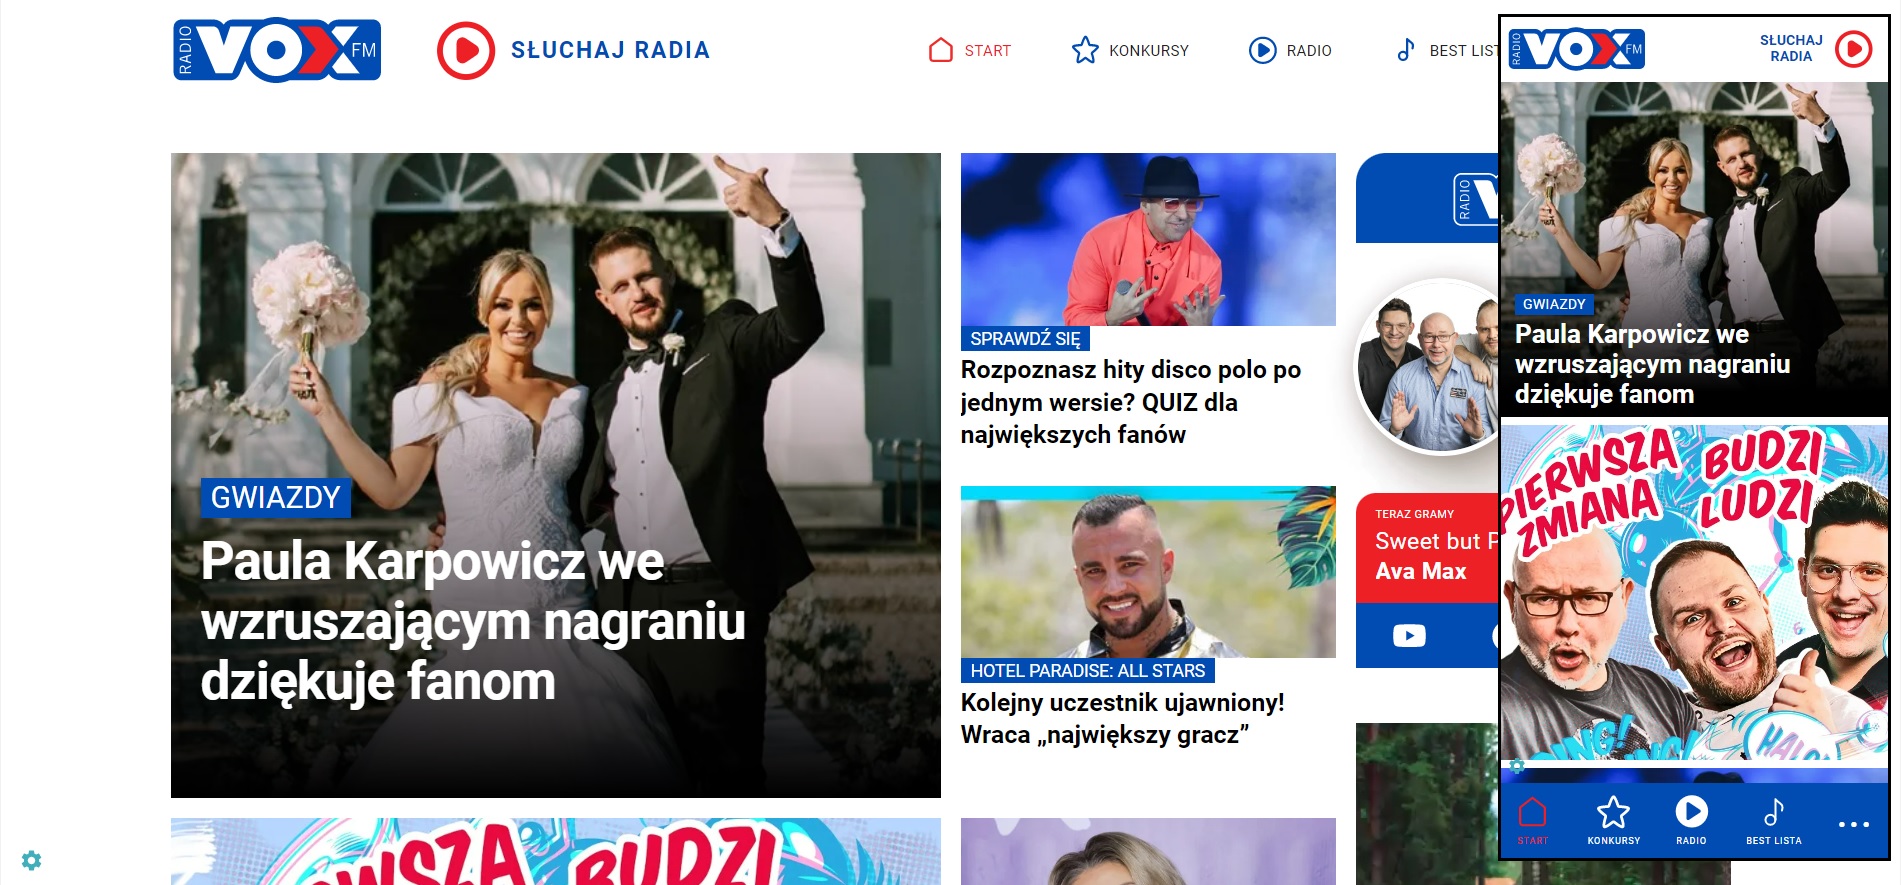 RADIO VOX FM
SŁUCHAJ RADIA
START
KONKURSY
RADIO
BEST LIST
GWIAZDY
Paula Karpowicz we
wzruszającym nagraniu
dziękuje fanom
SPRAWDŹ SIĘ
Rozpoznasz hity disco polo po
jednym wersie? QUIZ dla
największych fanów
HOTEL PARADISE: ALL STARS
Kolejny uczestnik ujawniony!
Wraca „największy gracz”
RADIO V
TERAZ GRAMY
Sweet but P
Ava Max
WSZA BUDZI
RADIO VOX FM
SŁUCHAJ
RADIA
GWIAZDY
Paula Karpowicz we
wzruszającym nagraniu
dziękuje fanom
PIERWSZA
ZMIANA
BUDZI
LUDZI
HALO
START
KONKURSY
RADIO
BEST LISTA